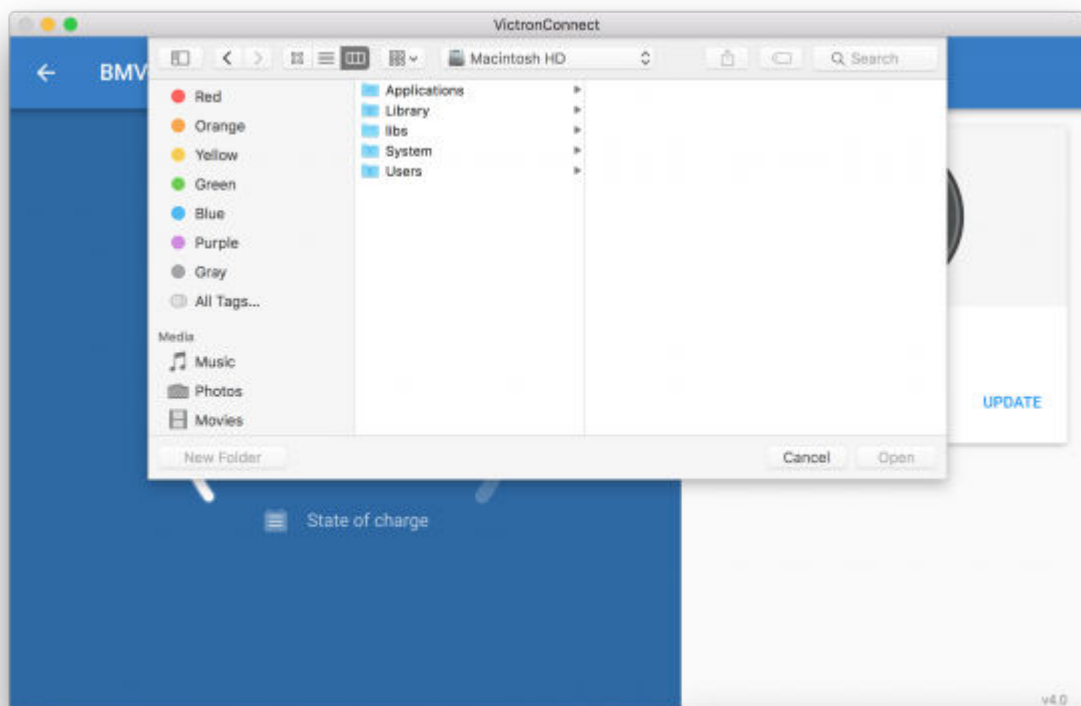 VictronConnect
BMV
Macintosh HD
Search
Red
Orange
Yellow
Green
Blue
Purple
Gray
All Tags...
Media
Music
Photos
Movies
Applications
Library
libs
System
Users
New Folder
Cancel
Open
UPDATE
State of charge
v4.0